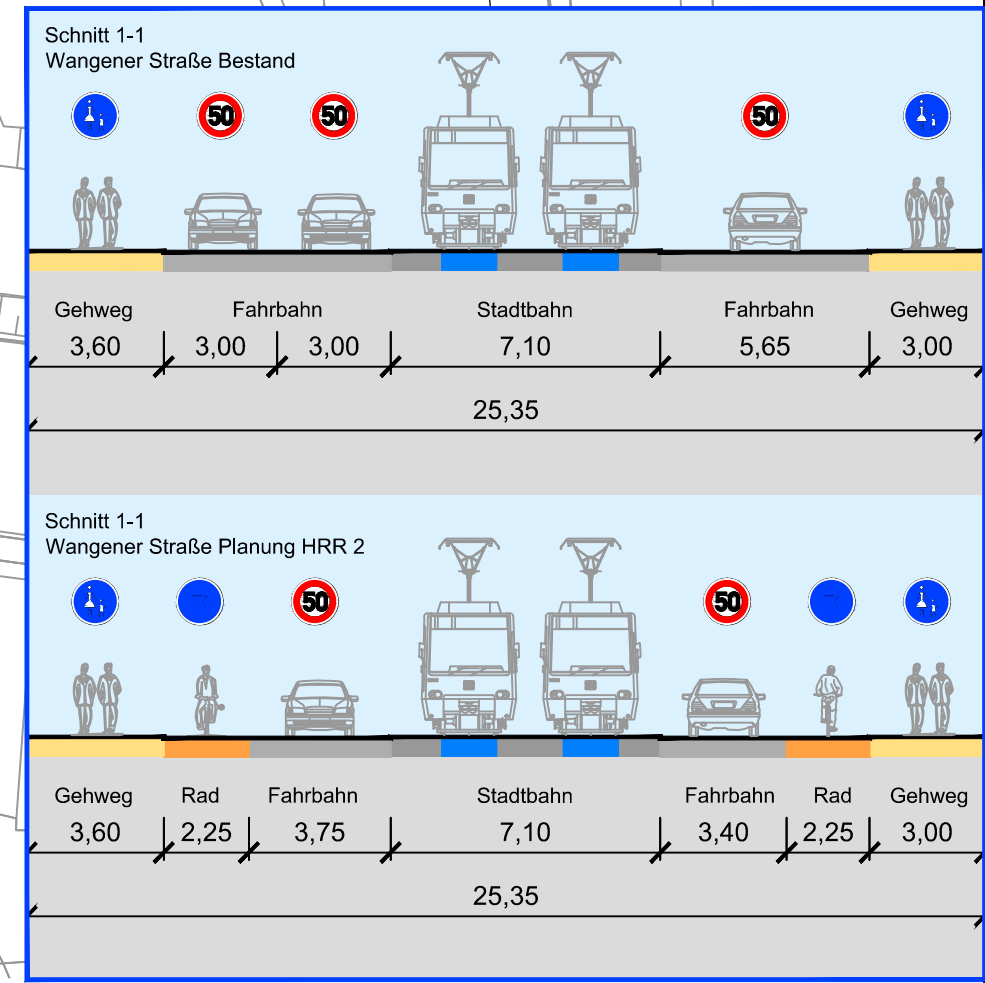 Schnitt 1-1
Wangener Straße Bestand
50 50 50
Gehweg Fahrbahn Stadtbahn Fahrbahn Gehweg
3,60 3,00 3,00 7,10 5,65 3,00
25,35
Schnitt 1-1
Wangener Straße Planung HRR 2
50 50
Gehweg Rad Fahrbahn Stadtbahn Fahrbahn Rad Gehweg
3,60 2,25 3,75 7,10 3,40 2,25 3,00
25,35